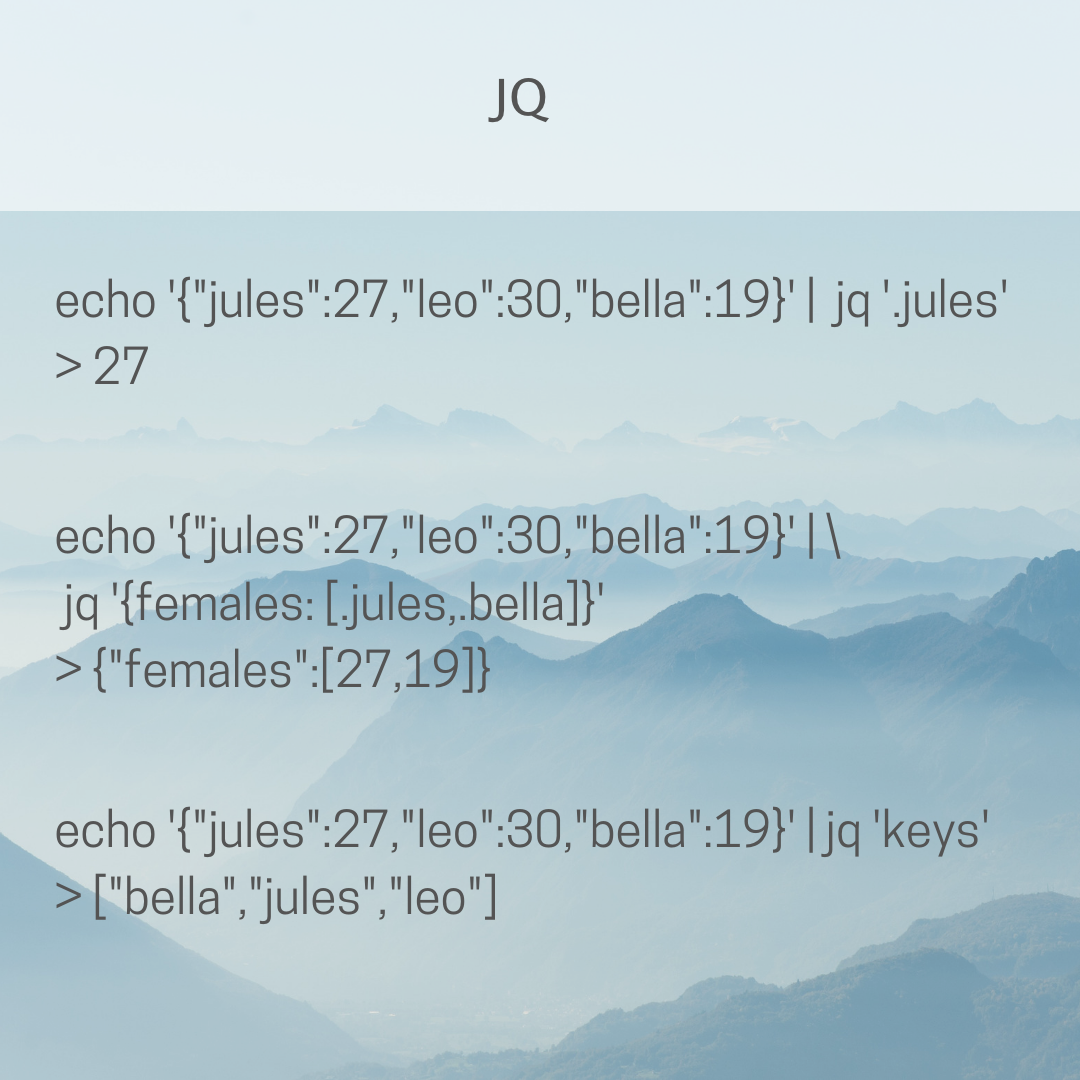 JQ
echo '{"jules":27,"leo":30,"bella":19}' | jq '.jules'
> 27
echo '{"jules":27,"leo":30,"bella":19}' |\
jq '{females: [.jules,.bella]}'
> {"females":[27,19]}
echo '{"jules":27,"leo":30,"bella":19}' | jq 'keys'
> ["bella","jules","leo"]